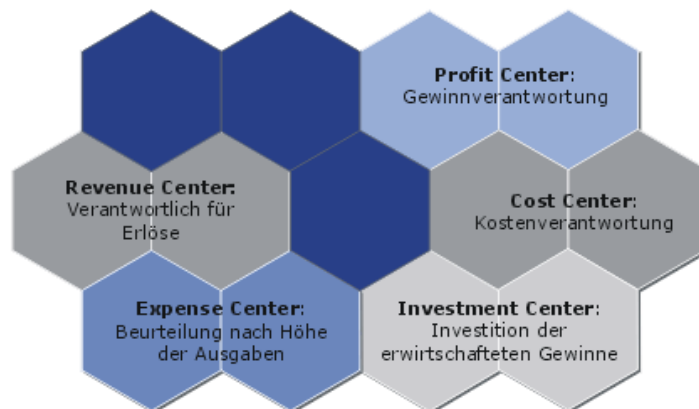 Profit Center:
Gewinnverantwortung
Revenue Center:
Verantwortlich für
Erlöse
Cost Center:
Kostenverantwortung
Expense Center:
Beurteilung nach Höhe
der Ausgaben
Investment Center:
Investition der
erwirtschafteten Gewinne